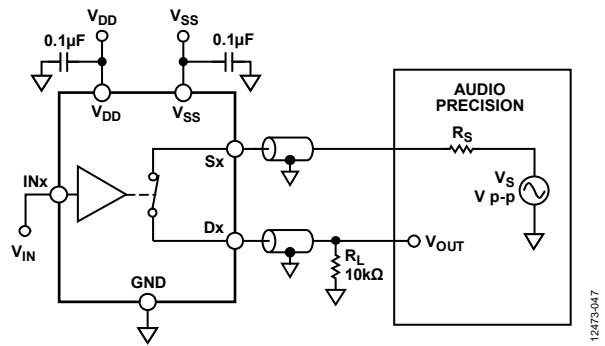 VDD
VSS
0.1µF
0.1µF
VDD
VSS
AUDIO
PRECISION
RS
Sx
VS
V p-p
INx
VIN
Dx
VOUT
RL
10kΩ
GND
12473-047